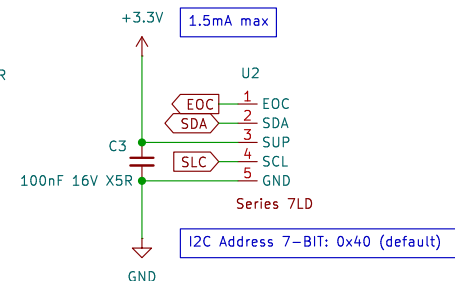 +3.3V
1.5mA max
R
U2
EOC 1 EOC
SDA 2 SDA
3 SUP
C3
SLC 4 SCL
100nF 16V X5R
5 GND
Series 7LD
I2C Address 7-BIT: 0x40 (default)
GND